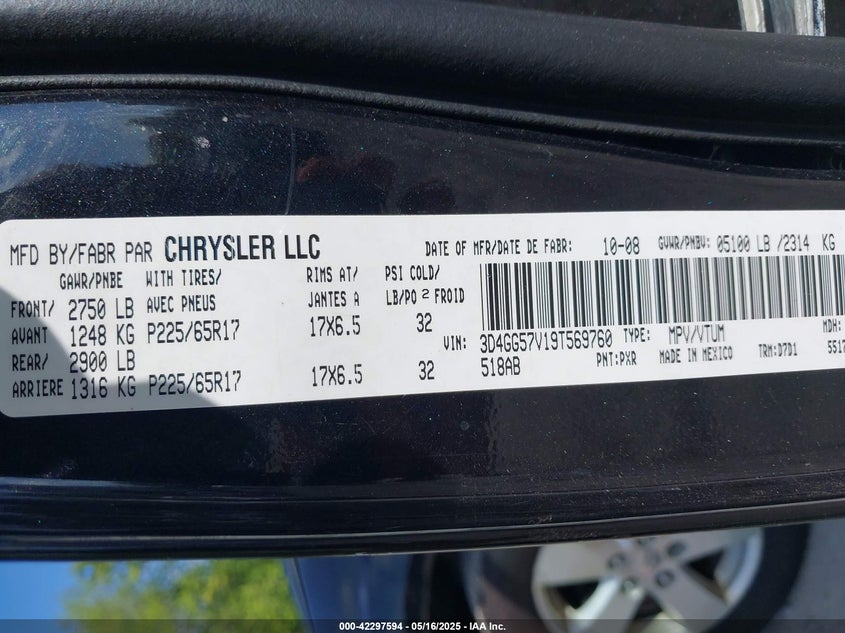 MFD BY/FABR PAR CHRYSLER LLC DATE OF MFR/DATE DE FABR: 10-08 GVWR/PNBV: 05100 LB /2314 KG
GAWR/PNBE WITH TIRES/ RIMS AT/ PSI COLD/
FRONT/ 2750 LB AVEC PNEUS JANTES A LB/PO 2 FROID
AVANT 1248 KG P225/65R17 17X6.5 32
REAR/ 2900 LB
ARRIERE 1316 KG P225/65R17 17X6.5 32
VIN: 3D4GG57V19T569760 TYPE: MPV/VTUM MDH:
518AB PNT:PXR MADE IN MEXICO TRM:D7D1 5517
000-42297594 - 05/16/2025 - IAA Inc.